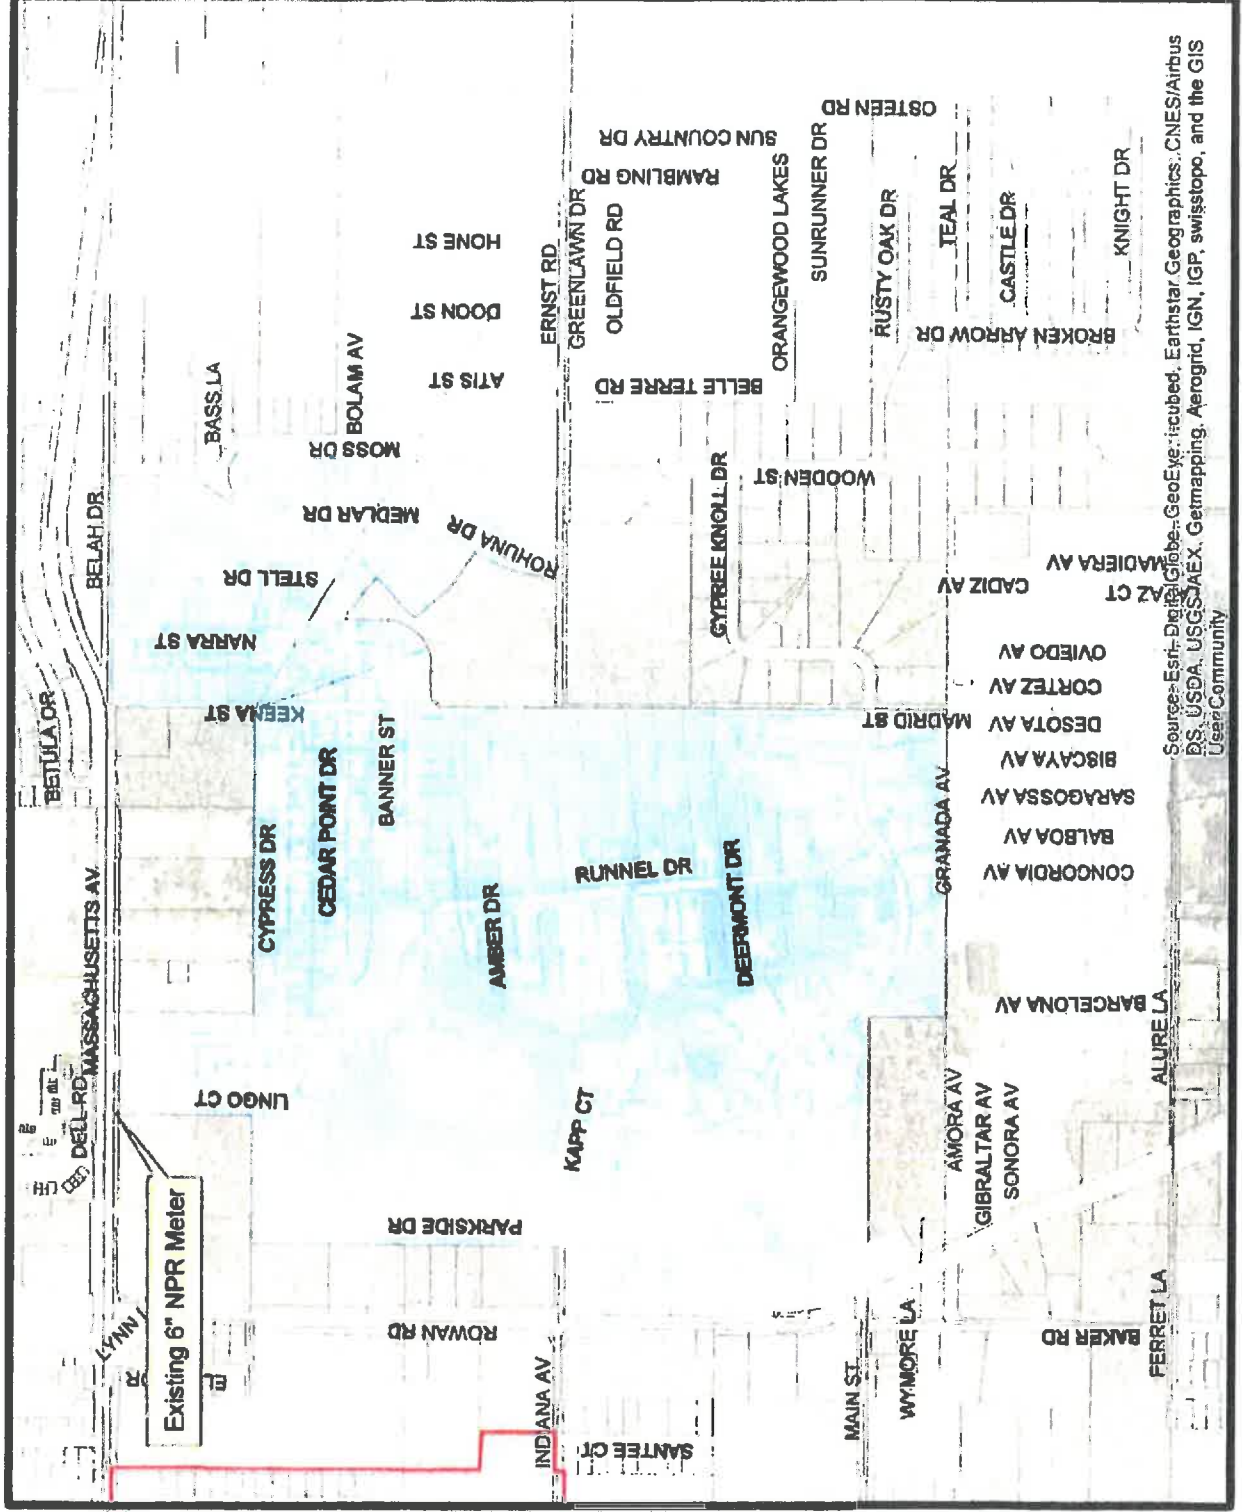 BETULA DR
BELAH DR
MASSACHUSETTS AV
DELL RD
LYNN
EL
DR
Existing 6" NPR Meter
BASS LA
BOLAM AV
MOSS DR
MEDLAR DR
ROHUNA DR
STELL DR
NARRA ST
KEENA ST
HONE ST
DOON ST
ATIS ST
CYPRESS DR
CEDAR POINT DR
BANNER ST
LINGO CT
PARKSIDE DR
ROWAN RD
AMBER DR
RUNNEL DR
DEERMONT DR
KAPP CT
INDIANA AV
SANTEE CT
ERNST RD
GREENLAWN DR
OLDFIELD RD
SUN COUNTRY DR
RAMBLING RD
BELLE TERRE RD
ORANGEWOOD LAKES
SUNRUNNER DR
OSTEEN RD
RUSTY OAK DR
TEAL DR
CASTLE DR
KNIGHT DR
BROKEN ARROW DR
GYPREE KNOLL DR
WOODEN ST
MADRID ST
GRANADA AV
CADIZ AV
MADIERA AV
AZ CT
OVIEDO AV
CORTEZ AV
DESOTA AV
BISCAYA AV
SARAGOSSA AV
BALBOA AV
CONCORDIA AV
BARCELONA AV
ALURE LA
AMORA AV
GIBRALTAR AV
SONORA AV
MAIN ST
WYMORE LA
BAKER RD
FERRET LA
Source: Esri, DigitalGlobe, GeoEye, i-cubed, Earthstar Geographics, CNES/Airbus
DS, USDA, USGS, AEX, Getmapping, Aerogrid, IGN, IGP, swisstopo, and the GIS
User Community